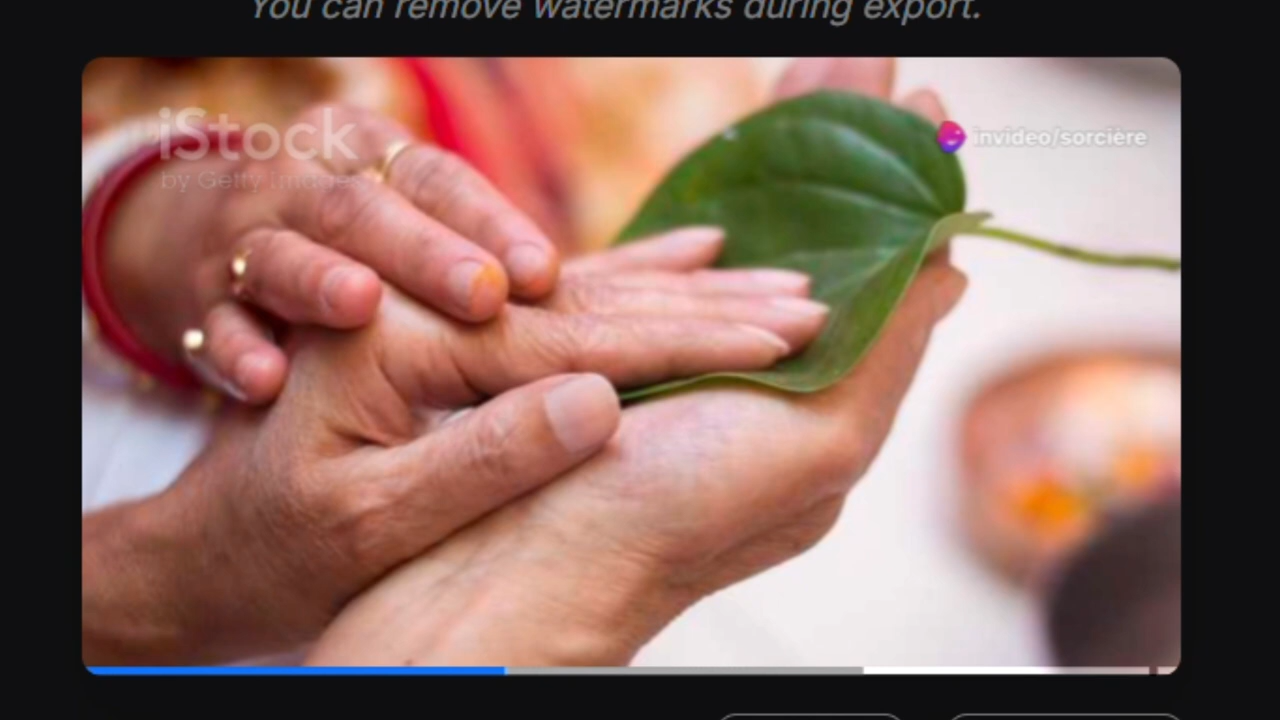 You can remove watermarks during export.
iStock
by Getty Images
invideo/sorcière